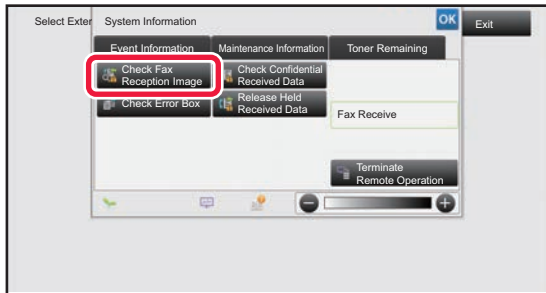 Select Exter
System Information
OK
Exit
Event Information
Maintenance Information
Toner Remaining
Check Fax
Reception Image
Check Confidential
Received Data
Check Error Box
Release Held
Received Data
Fax Receive
Terminate
Remote Operation